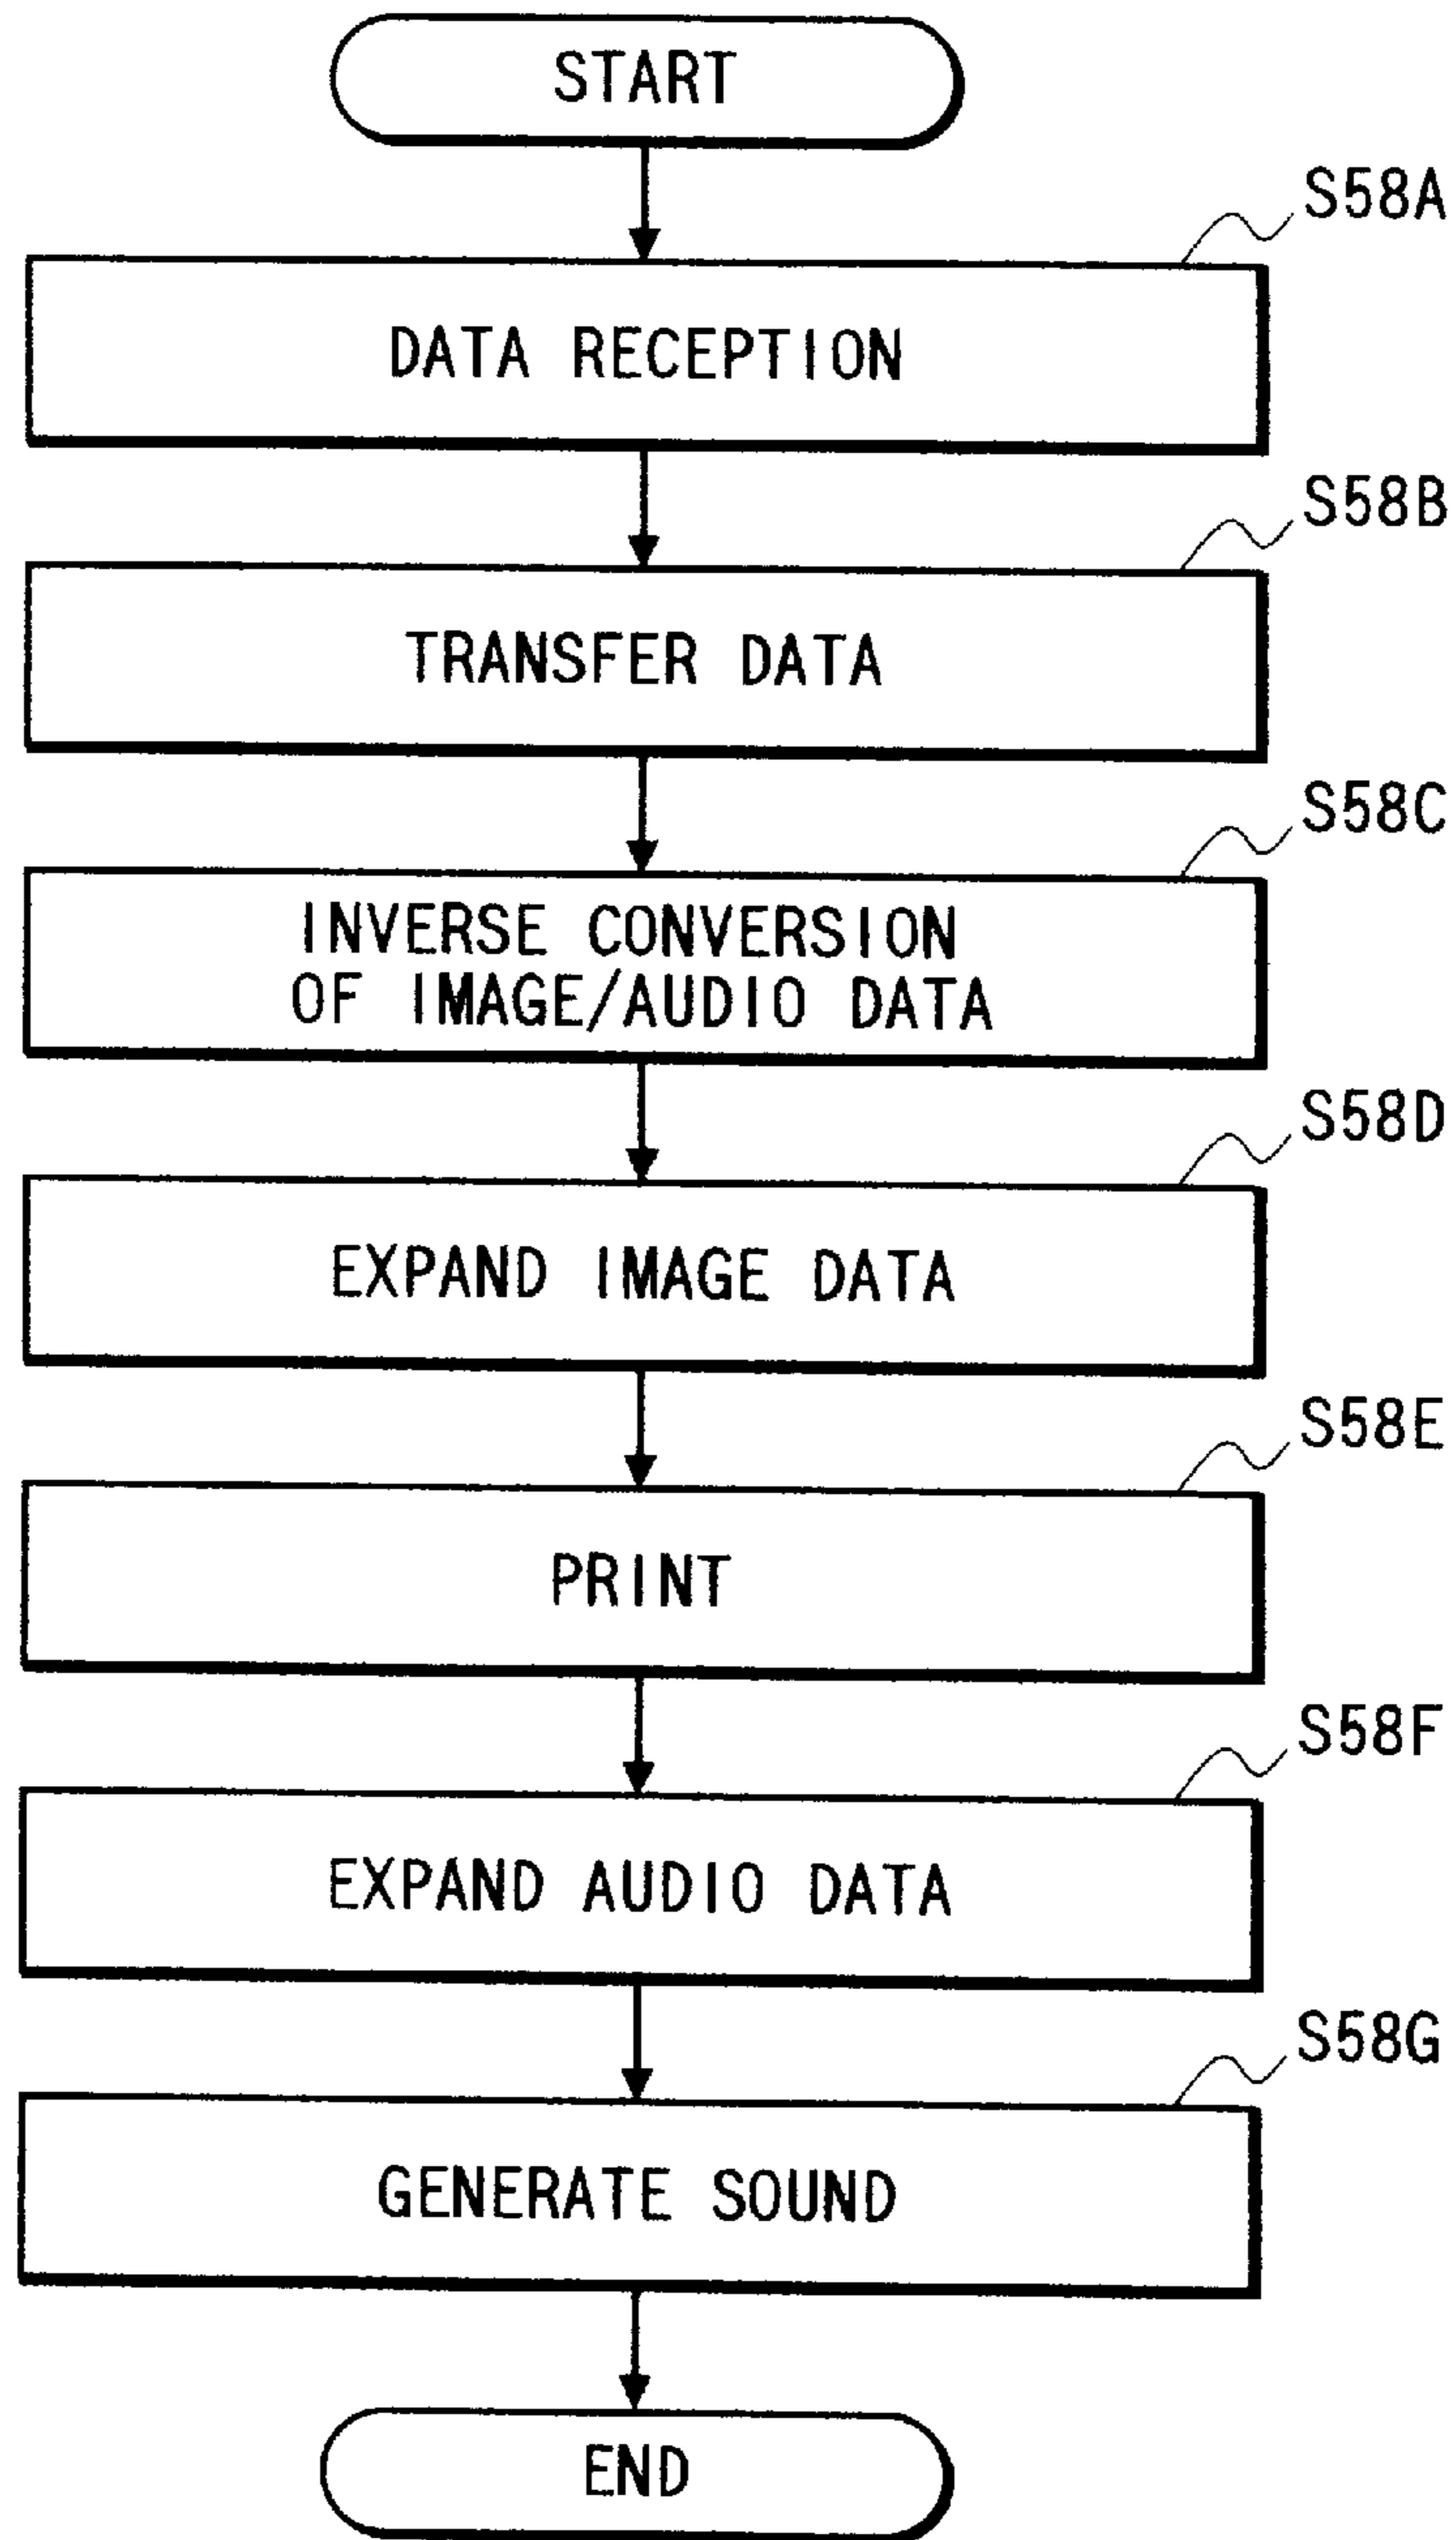 START
S58A
DATA RECEPTION
S58B
TRANSFER DATA
S58C
INVERSE CONVERSION
OF IMAGE/AUDIO DATA
S58D
EXPAND IMAGE DATA
S58E
PRINT
S58F
EXPAND AUDIO DATA
S58G
GENERATE SOUND
END